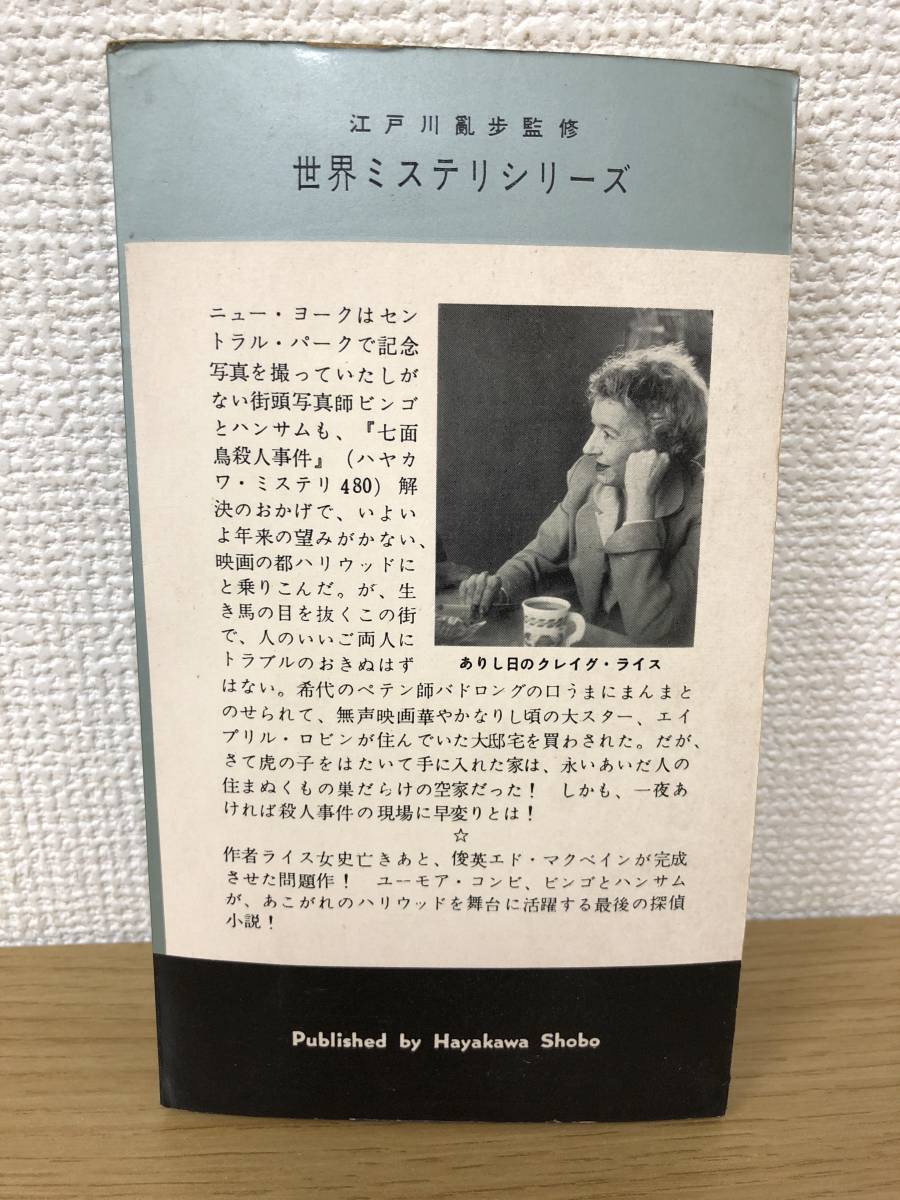 江戸川亂歩監修
世界ミステリシリーズ
ニュー・ヨークはセン
トラル・パークで記念
写真を撮っていたしが
ない街頭写真師ビンゴ
とハンサムも、『七面
鳥殺人事件』(ハヤカ
ワ・ミステリ480)解
決のおかげで、いよい
よ年来の望みがかない、
映画の都ハリウッドに
と乗りこんだ。が、生
き馬の目を抜くこの街
で、人のいいご両人に
トラブルのおきぬはず
はない。希代のペテン師バドロングの口うまにまんまと
のせられて、無声映画華やかなりし頃の大スター、エイ
プリル・ロビンが住んでいた大邸宅を買わされた。だが、
さて虎の子をはたいて手に入れた家は、永いあいだ人の
住まぬくもの巣だらけの空家だった! しかも、一夜あ
ければ殺人事件の現場に早変りとは!
ありし日のクレイグ・ライス
☆
作者ライス女史亡きあと、俊英エド・マクベインが完成
させた問題作! ユーモア・コンビ、ビンゴとハンサム
が、あこがれのハリウッドを舞台に活躍する最後の探偵
小説!
Published by Hayakawa Shobo